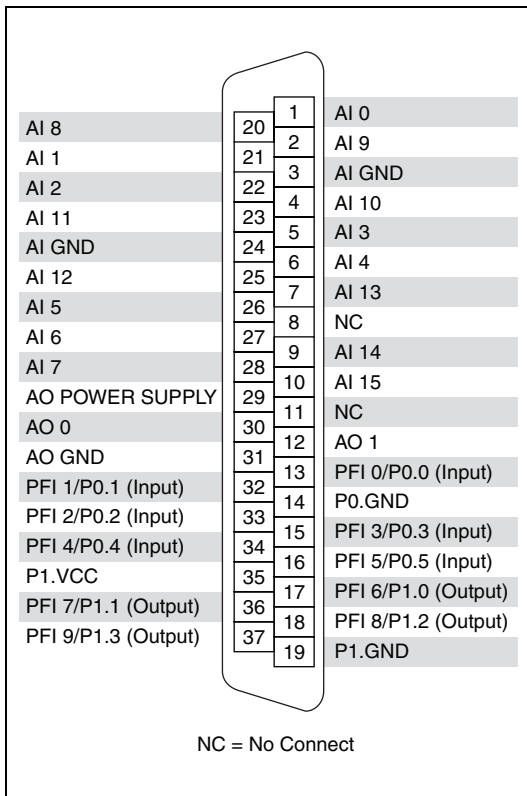 AI 8
AI 1
AI 2
AI 11
AI GND
AI 12
AI 5
AI 6
AI 7
AO POWER SUPPLY
AO 0
AO GND
PFI 1/P0.1 (Input)
PFI 2/P0.2 (Input)
PFI 4/P0.4 (Input)
P1.VCC
PFI 7/P1.1 (Output)
PFI 9/P1.3 (Output)
20
21
22
23
24
25
26
27
28
29
30
31
32
33
34
35
36
37
1
2
3
4
5
6
7
8
9
10
11
12
13
14
15
16
17
18
19
AI 0
AI 9
AI GND
AI 10
AI 3
AI 4
AI 13
NC
AI 14
AI 15
NC
AO 1
PFI 0/P0.0 (Input)
P0.GND
PFI 3/P0.3 (Input)
PFI 5/P0.5 (Input)
PFI 6/P1.0 (Output)
PFI 8/P1.2 (Output)
P1.GND
NC = No Connect